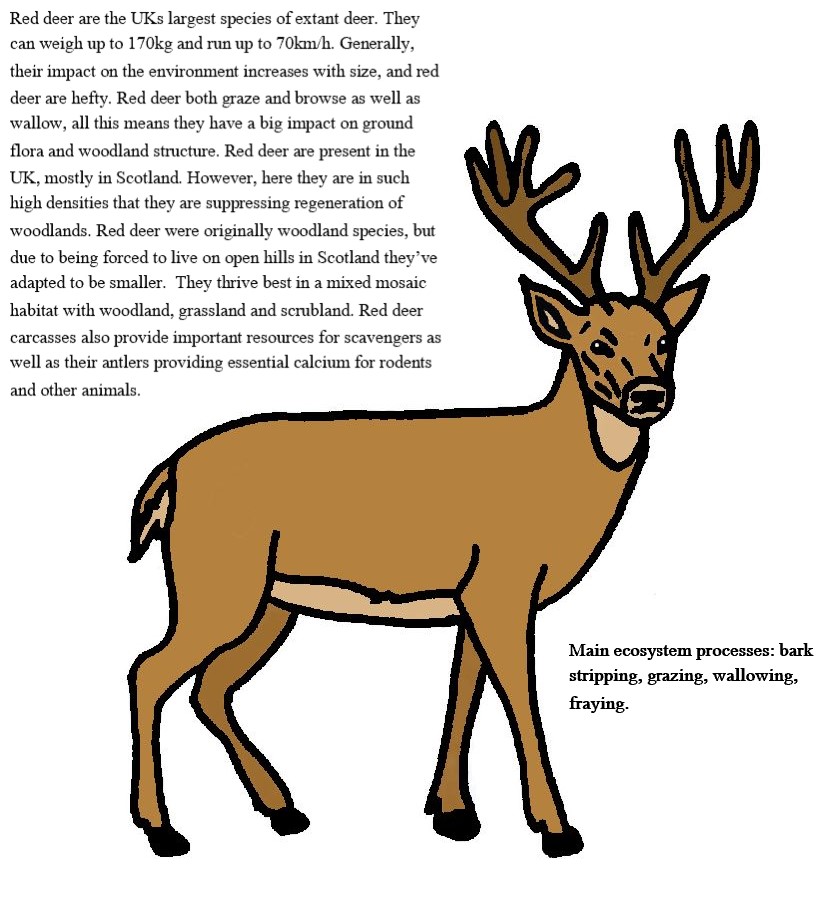 Red deer are the UKs largest species of extant deer. They
can weigh up to 170kg and run up to 70km/h. Generally,
their impact on the environment increases with size, and red
deer are hefty. Red deer both graze and browse as well as
wallow, all this means they have a big impact on ground
flora and woodland structure. Red deer are present in the
UK, mostly in Scotland. However, here they are in such
high densities that they are suppressing regeneration of
woodlands. Red deer were originally woodland species, but
due to being forced to live on open hills in Scotland they’ve
adapted to be smaller.  They thrive best in a mixed mosaic
habitat with woodland, grassland and scrubland. Red deer
carcasses also provide important resources for scavengers as
well as their antlers providing essential calcium for rodents
and other animals.
Main ecosystem processes: bark
stripping, grazing, wallowing,
fraying.